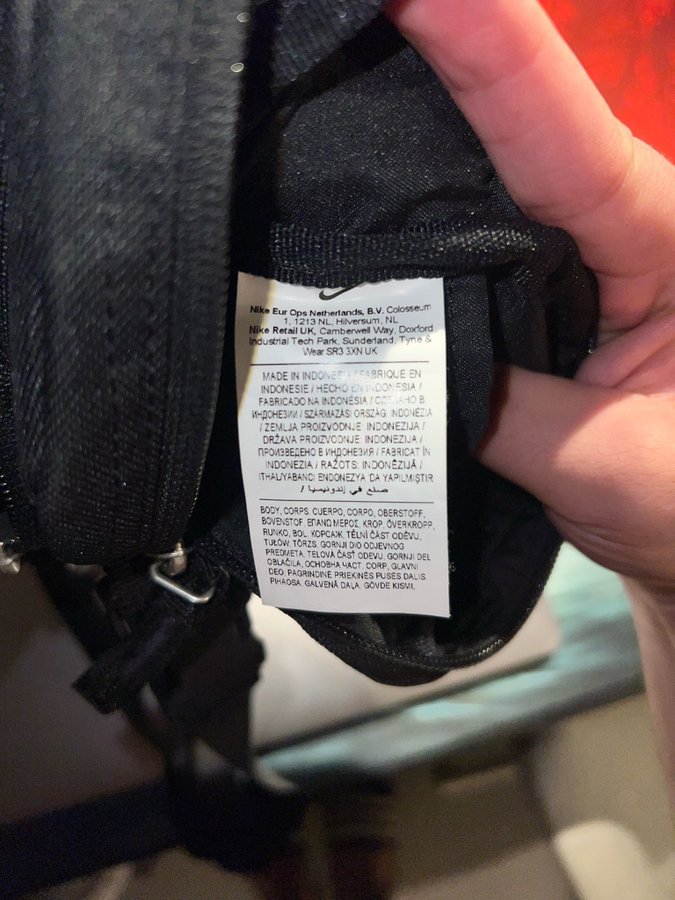 Nike Eur Ops Netherlands, B.V. Colosseum
1, 1213 NL, Hilversum, NL
Nike Retail UK, Camberwell Way, Doxford
Industrial Tech Park, Sunderland, Tyne &
Wear SR3 3XN UK
MADE IN INDONESIA / FABRIQUE EN
INDONESIE / HECHO EN INDONESIA /
FABRICADO NA INDONÉSIA / СДЕЛАНО В
ИНДОНЕЗИИ / SZÁRMAZÁSI ORSZÁG: INDONÉZIA
/ ZEMLJA PROIZVODNJE: INDONEZIJA /
DRŽAVA PROIZVODNJE: INDONEZIJA /
ПРОИЗВЕДЕНО В ИНДОНЕЗИЯ / FABRICAT ÎN
INDONEZIA / RAŽOTS: INDONĒZIJĀ /
ITHALYABANCI ENDONEZYA DA YAPILMIŞTIR
صنع في إندونيسيا /
BODY, CORPS, CUERPO, CORPO, OBERSTOFF,
BOVENSTOF, ΕΠΑΝΩ ΜΕΡΟΣ, KROP, ÖVERKROPP,
RUNKO, BOL, КОРСАЖ, TĚLNÍ ČÁST ODĚVU,
TUŁÓW, TÖRZS, GORNJI DIO ODJEVNOG
PREDMETA, TELOVÁ ČASŤ ODEVU, GORNJI DEL
OBLAČILA, ОСНОВНА ЧАСТ, CORP, GLAVNI
DEO, PAGRINDINĖ PRIEKINĖS PUSĖS DALIS,
PIHAOSA, GALVENĀ DAĻA, GÖVDE KISMI,